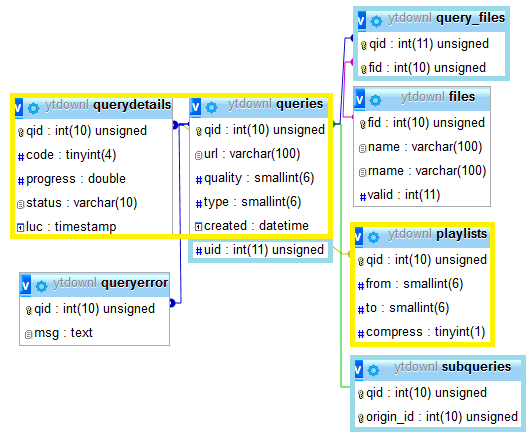 ytdownl querydetails
qid : int(10) unsigned
code : tinyint(4)
progress : double
status : varchar(10)
luc : timestamp
ytdownl queries
qid : int(10) unsigned
url : varchar(100)
quality : smallint(6)
type : smallint(6)
created : datetime
uid : int(11) unsigned
ytdownl queryerror
qid : int(10) unsigned
msg : text
ytdownl query_files
qid : int(11) unsigned
fid : int(10) unsigned
ytdownl files
fid : int(10) unsigned
name : varchar(100)
rname : varchar(100)
valid : int(11)
ytdownl playlists
qid : int(10) unsigned
from : smallint(6)
to : smallint(6)
compress : tinyint(1)
ytdownl subqueries
qid : int(10) unsigned
origin_id : int(10) unsigned